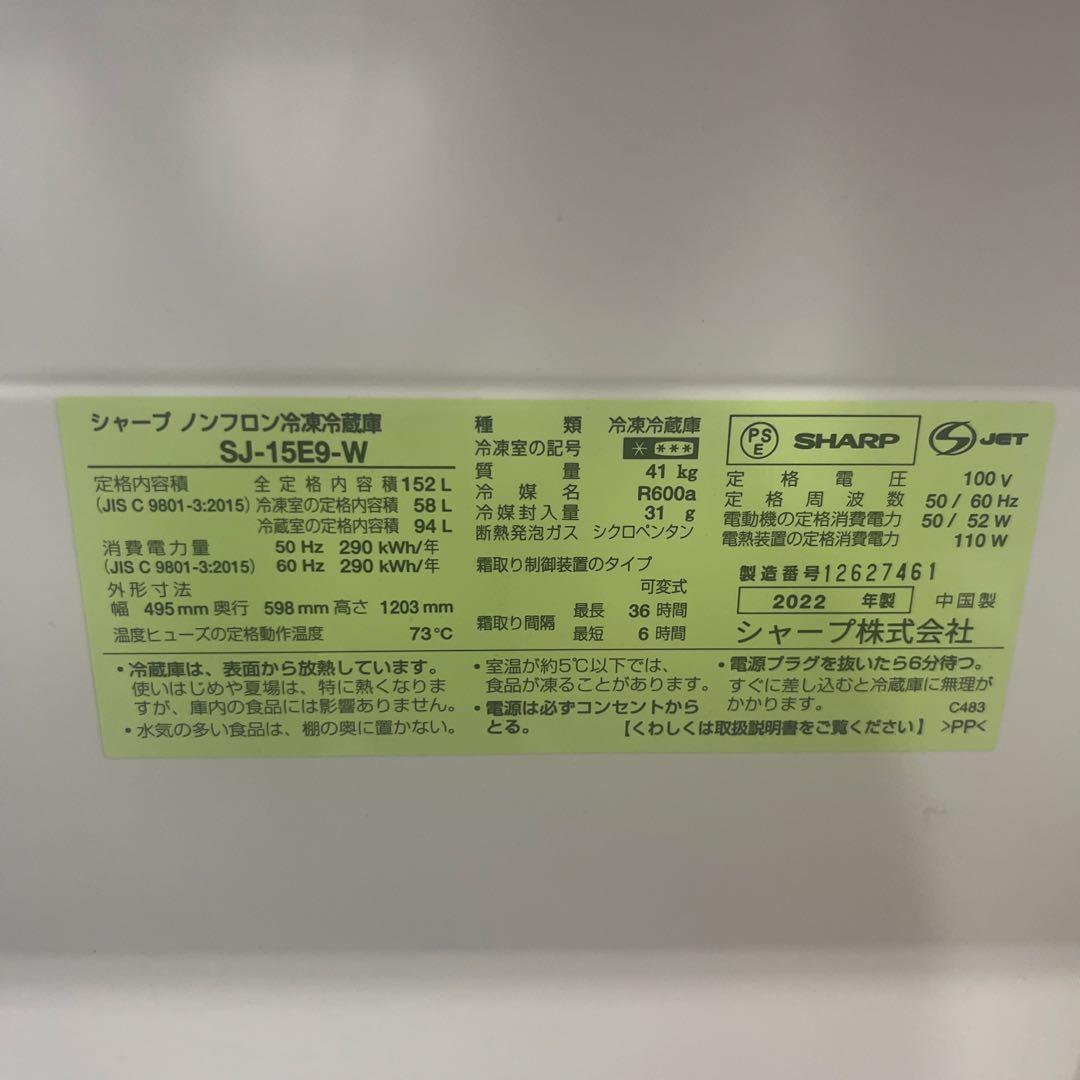 シャープ ノンフロン冷凍冷蔵庫
SJ-15E9-W
定格内容積 全定格内容積 152 L
(JIS C 9801-3:2015) 冷凍室の定格内容積 58 L
冷蔵室の定格内容積 94 L
消費電力量 50 Hz 290 kWh/年
(JIS C 9801-3:2015) 60 Hz 290 kWh/年
外形寸法
幅 495 mm 奥行 598 mm 高さ 1203 mm
温度ヒューズの定格動作温度 73℃
種類 冷凍冷蔵庫
冷凍室の記号 * ***
質量 41 kg
冷媒名 R600a
冷媒封入量 31 g
断熱発泡ガス シクロペンタン
霜取り制御装置のタイプ
可変式
霜取り間隔 最長 36 時間
最短 6 時間
PSE SHARP S JET
定格電圧 100 V
定格周波数 50 / 60 Hz
電動機の定格消費電力 50 / 52 W
電熱装置の定格消費電力 110 W
製造番号 12627461
2022 年製 中国製
シャープ株式会社
・冷蔵庫は、表面から放熱しています。
使いはじめや夏場は、特に熱くなりま
すが、庫内の食品には影響ありません。
・水気の多い食品は、棚の奥に置かない。
・室温が約5℃以下では、
食品が凍ることがあります。
・電源は必ずコンセントから
とる。
・電源プラグを抜いたら6分待つ。
すぐに差し込むと冷蔵庫に無理が
かかります。 C483
【くわしくは取扱説明書をご覧ください】 >PP<